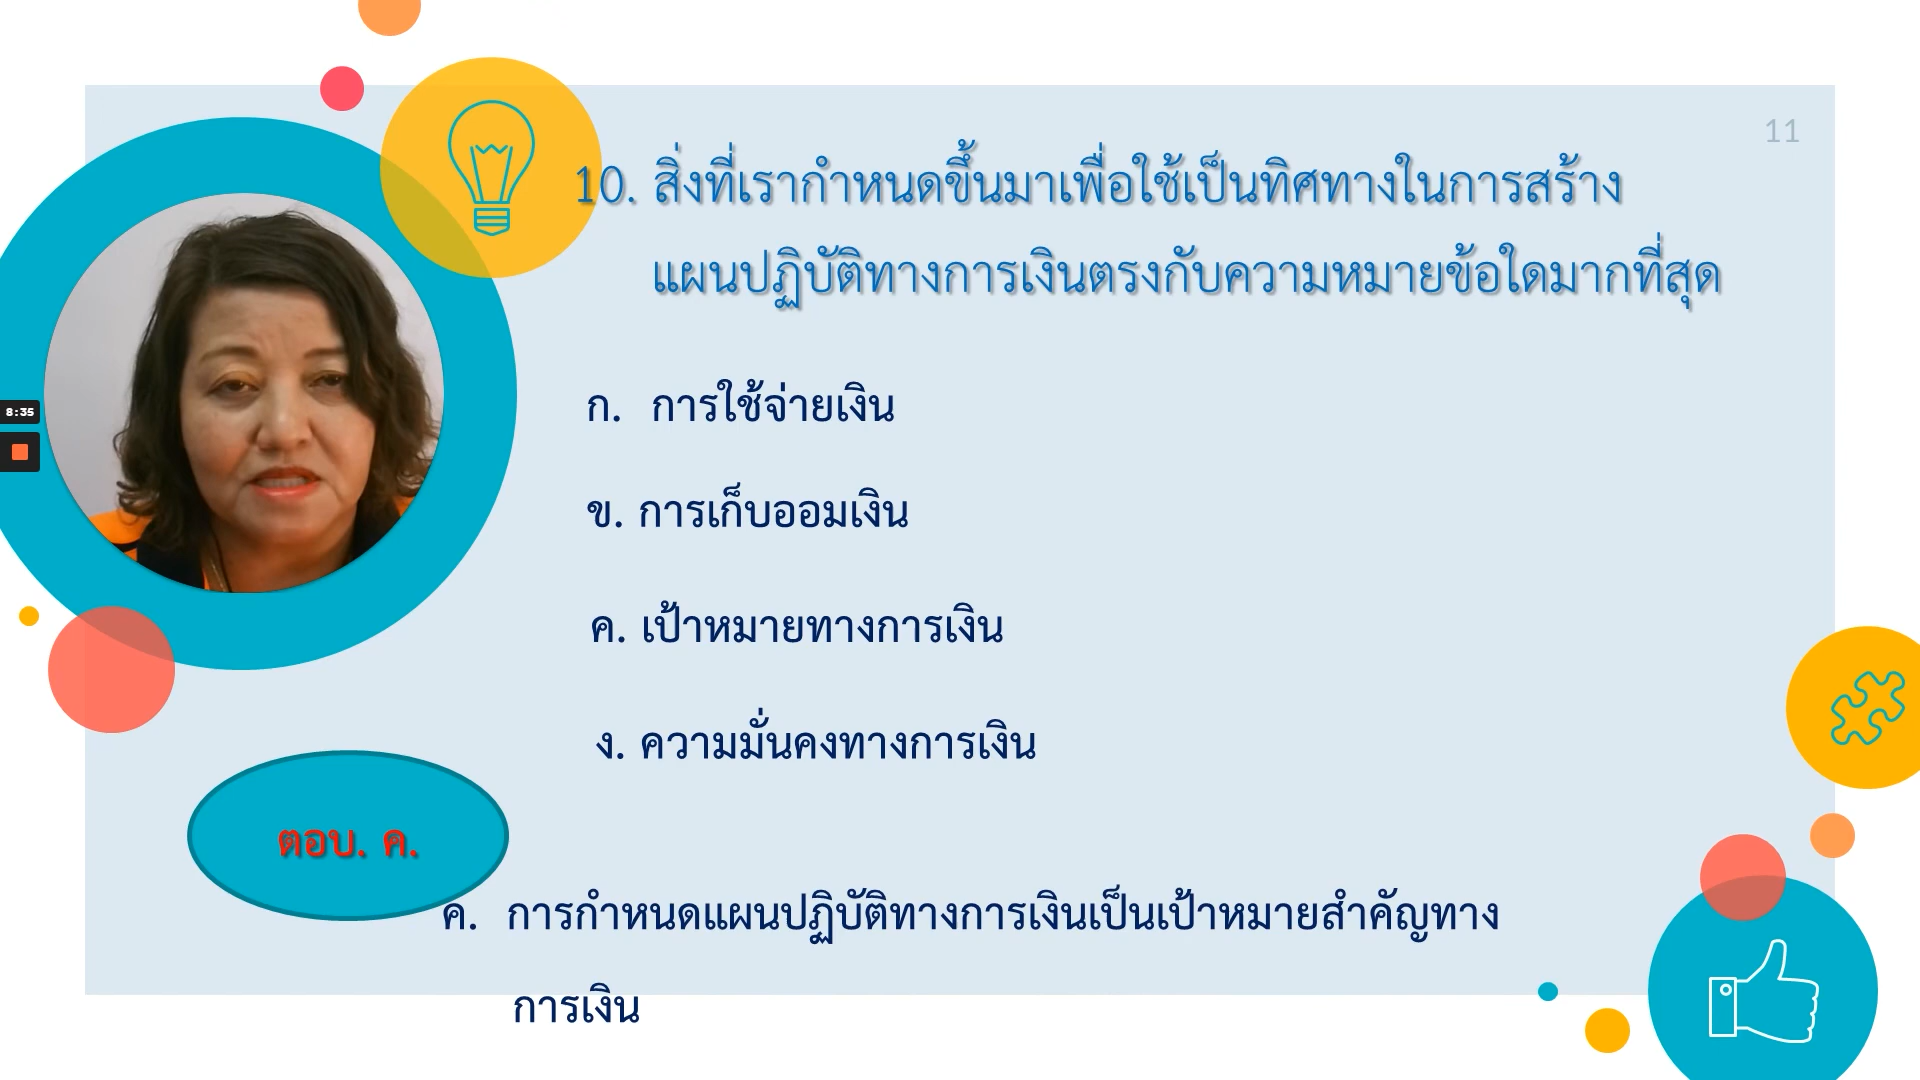 11
10. สิ่งที่เรากำหนดขึ้นมาเพื่อใช้เป็นทิศทางในการสร้าง
แผนปฏิบัติทางการเงินตรงกับความหมายข้อใดมากที่สุด
ก. การใช้จ่ายเงิน
8:35
ข. การเก็บออมเงิน
ค. เป้าหมายทางการเงิน
ง. ความมั่นคงทางการเงิน
ตอบ. ค.
ค. การกำหนดแผนปฏิบัติทางการเงินเป็นเป้าหมายสำคัญทาง
การเงิน